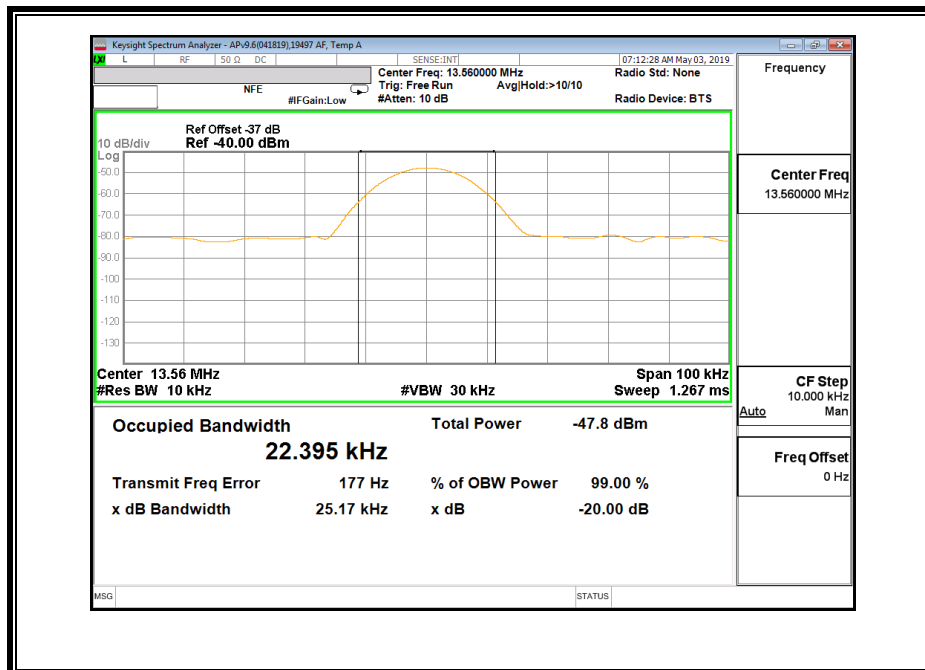 Keysight Spectrum Analyzer - APv9.6(041819),19497 AF, Temp A
LXI L RF 50 Ω DC SENSE:INT 07:12:28 AM May 03, 2019
Center Freq: 13.560000 MHz Radio Std: None
NFE Trig: Free Run Avg|Hold:>10/10
#IFGain:Low #Atten: 10 dB Radio Device: BTS
Frequency
Ref Offset -37 dB
10 dB/div Ref -40.00 dBm
Log
-50.0
-60.0
-70.0
-80.0
-90.0
-100
-110
-120
-130
Center 13.56 MHz Span 100 kHz
#Res BW 10 kHz #VBW 30 kHz Sweep 1.267 ms
Occupied Bandwidth Total Power -47.8 dBm
22.395 kHz
Transmit Freq Error 177 Hz % of OBW Power 99.00 %
x dB Bandwidth 25.17 kHz x dB -20.00 dB
Center Freq
13.560000 MHz
CF Step
10.000 kHz
Auto Man
Freq Offset
0 Hz
MSG STATUS